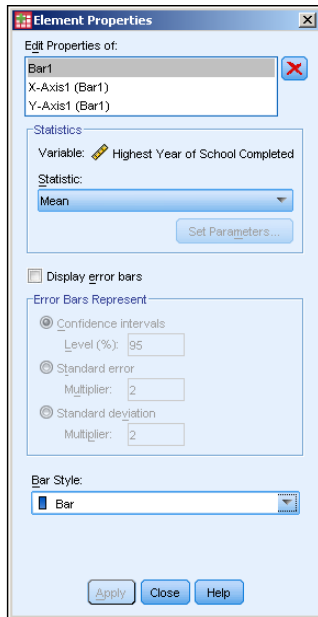 Element Properties
Edit Properties of:
Bar1
X-Axis1 (Bar1)
Y-Axis1 (Bar1)
Statistics
Variable: Highest Year of School Completed
Statistic:
Mean
Set Parameters...
Display error bars
Error Bars Represent
Confidence intervals
Level (%): 95
Standard error
Multiplier: 2
Standard deviation
Multiplier: 2
Bar Style:
Bar
Apply Close Help